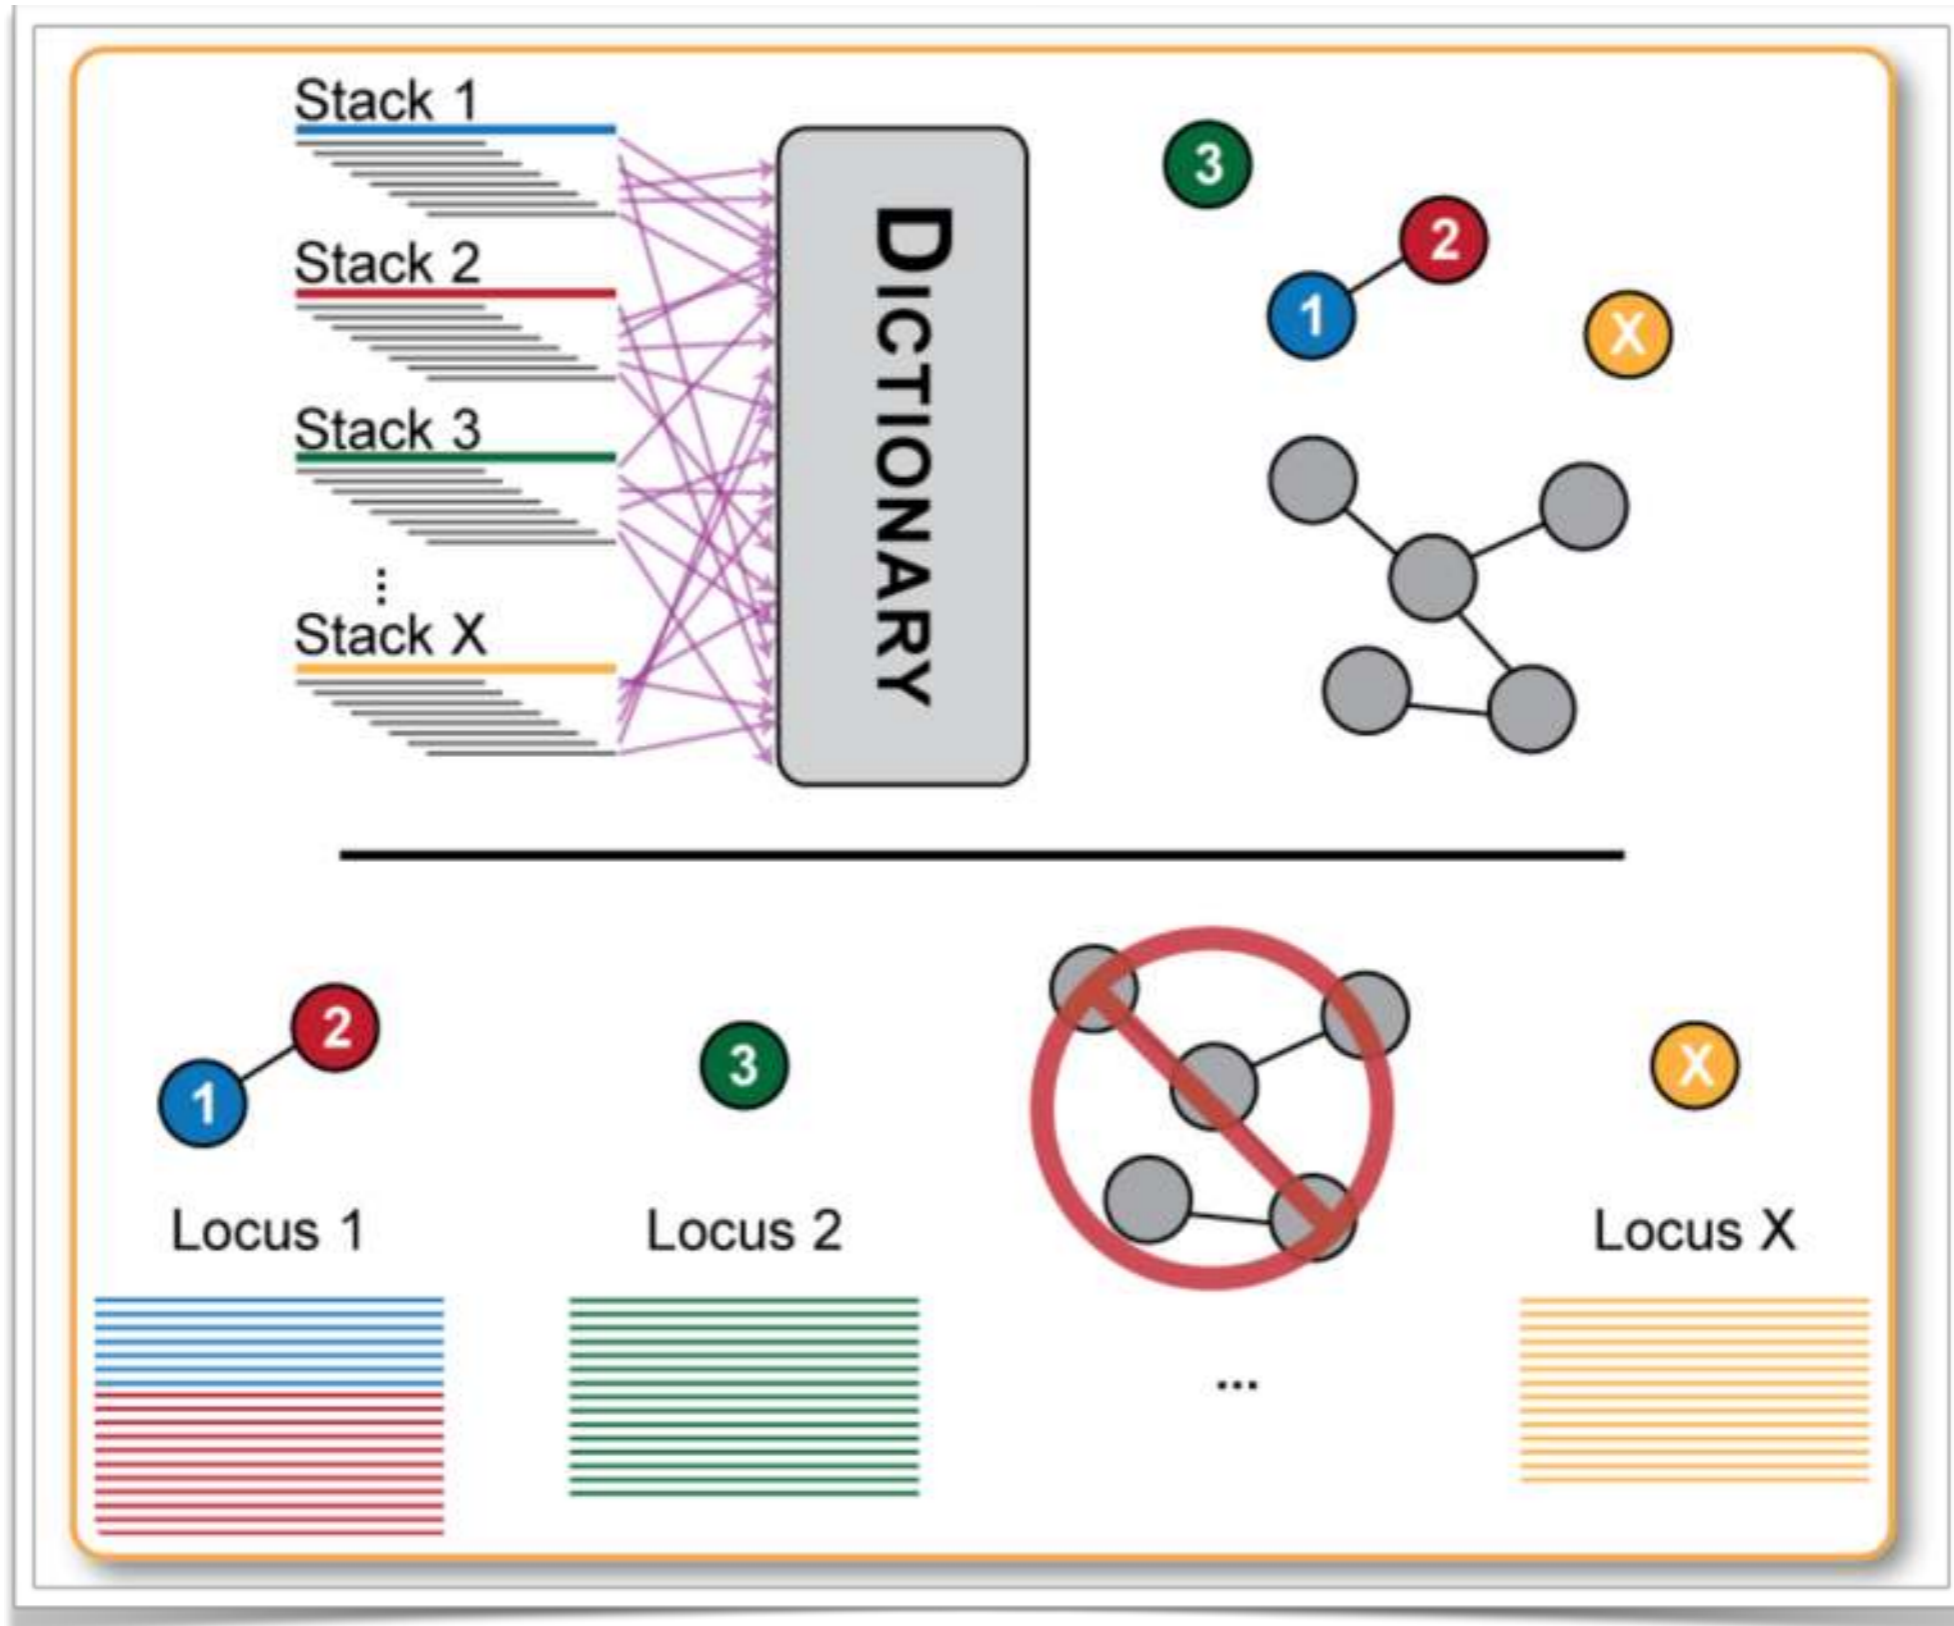 Stack 1
Stack 2
Stack 3
...
Stack X
DICTIONARY
3
2
1
X
2
1
3
X
Locus 1
Locus 2
Locus X
...